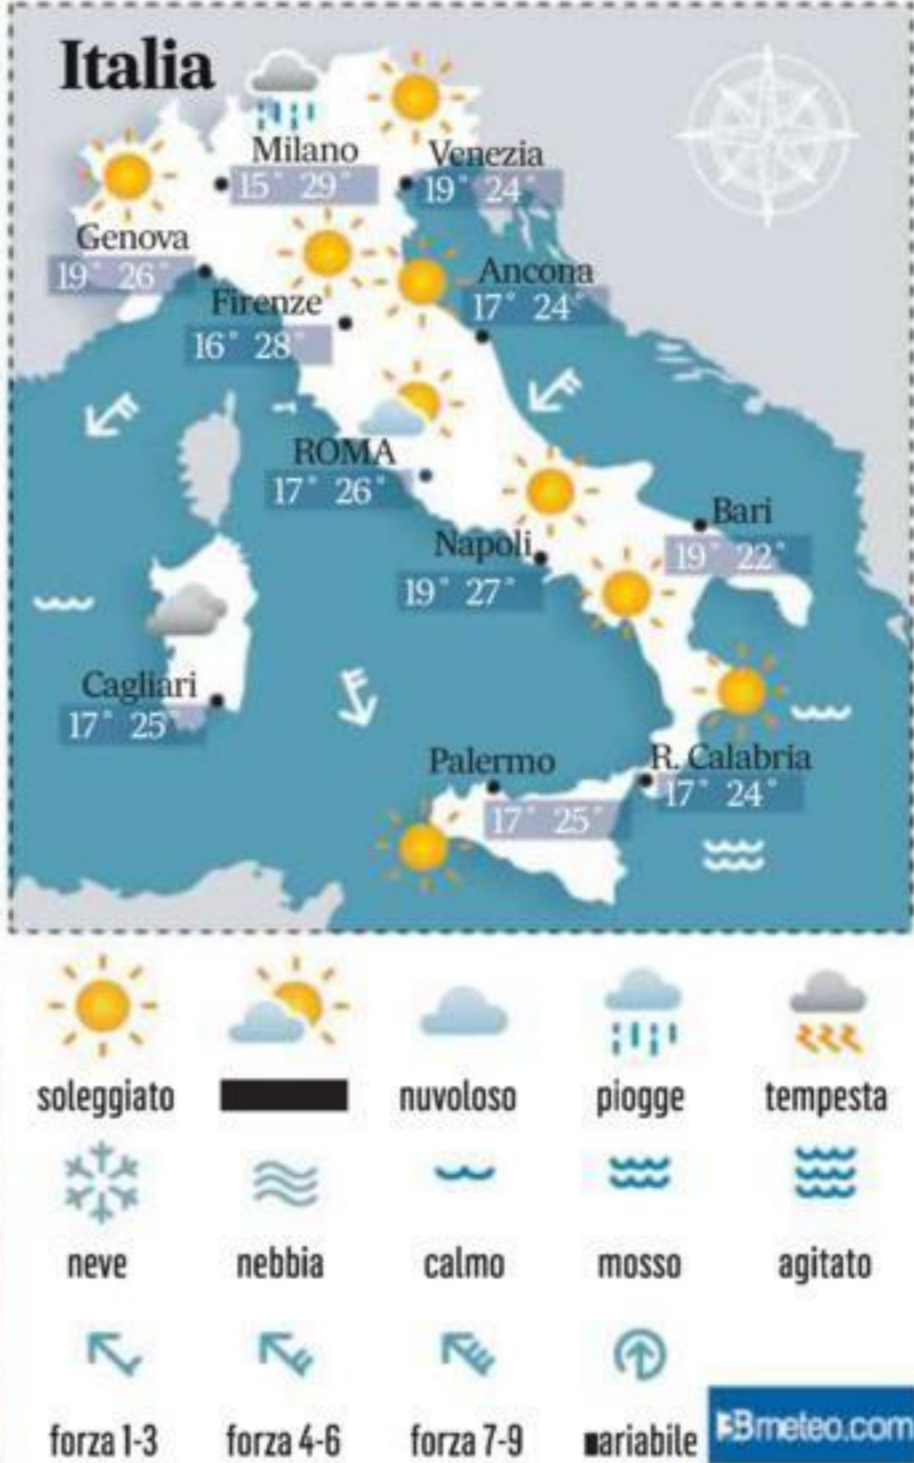 Italia
Milano
15° 29°
Venezia
19° 24°
Genova
19° 26°
Ancona
17° 24°
Firenze
16° 28°
ROMA
17° 26°
Bari
19° 22°
Napoli
19° 27°
Cagliari
17° 25°
Palermo
17° 25°
R. Calabria
17° 24°
soleggiato
nuvoloso
piogge
tempesta
neve
nebbia
calmo
mosso
agitato
forza 1-3
forza 4-6
forza 7-9
ariabile
3Bmeteo.com